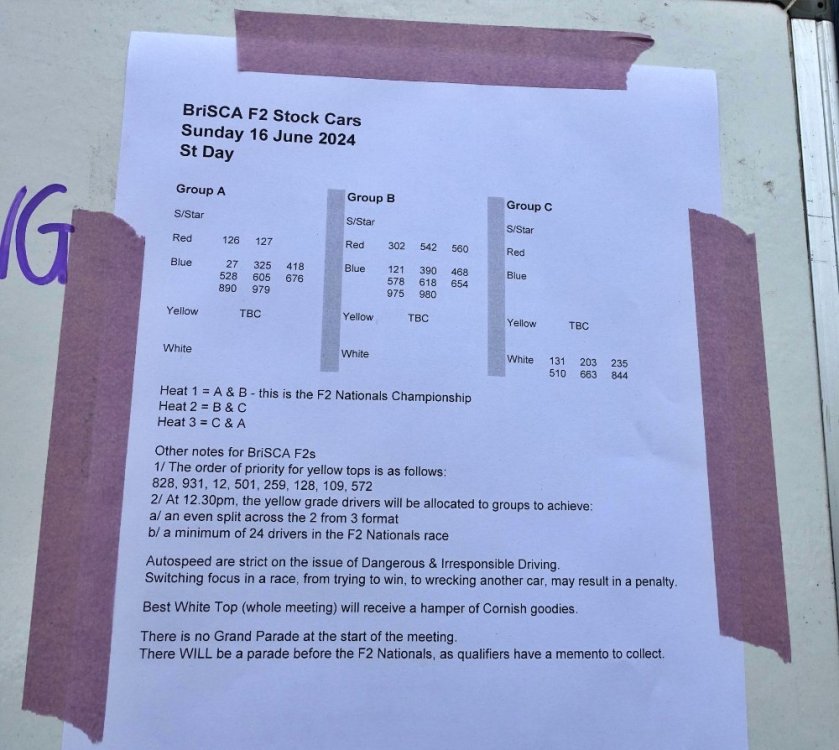 BriSCA F2 Stock Cars
Sunday 16 June 2024
St Day
Group A
S/Star
Red 126 127
Blue 27 325 418
528 605 676
890 979
Yellow TBC
White
Group B
S/Star
Red 302 542 560
Blue 121 390 468
578 618 654
975 980
Yellow TBC
White
Group C
S/Star
Red
Blue
Yellow TBC
White 131 203 235
510 663 844
Heat 1 = A & B - this is the F2 Nationals Championship
Heat 2 = B & C
Heat 3 = C & A
Other notes for BriSCA F2s
1/ The order of priority for yellow tops is as follows:
828, 931, 12, 501, 259, 128, 109, 572
2/ At 12.30pm, the yellow grade drivers will be allocated to groups to achieve:
a/ an even split across the 2 from 3 format
b/ a minimum of 24 drivers in the F2 Nationals race
Autospeed are strict on the issue of Dangerous & Irresponsible Driving.
Switching focus in a race, from trying to win, to wrecking another car, may result in a penalty.
Best White Top (whole meeting) will receive a hamper of Cornish goodies.
There is no Grand Parade at the start of the meeting.
There WILL be a parade before the F2 Nationals, as qualifiers have a memento to collect.